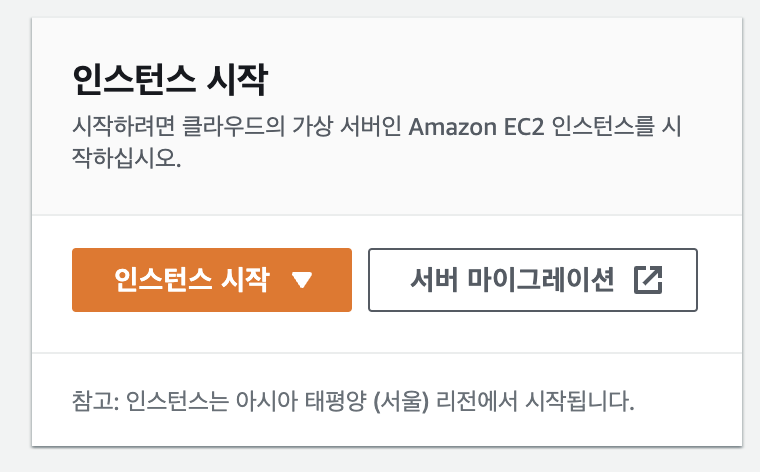 인스턴스 시작
시작하려면 클라우드의 가상 서버인 Amazon EC2 인스턴스를 시
작하십시오.
인스턴스 시작
서버 마이그레이션
참고: 인스턴스는 아시아 태평양 (서울) 리전에서 시작됩니다.